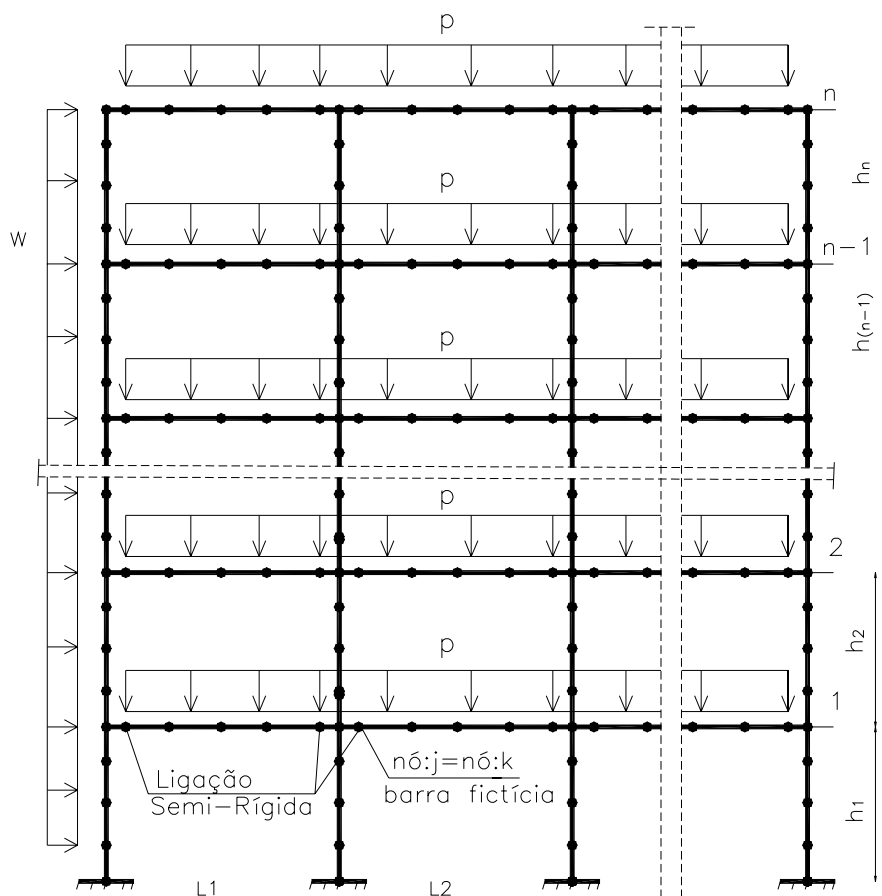 p
n
hn
p
W
n-1
h(n-1)
p
p
2
h2
p
1
Ligação
Semi-Rígida
nó:j=nó:k
barra fictícia
h1
L1
L2